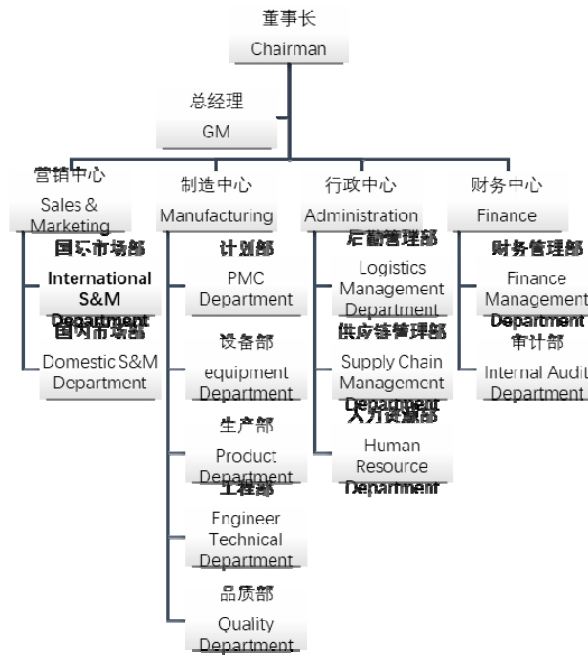 董事长
Chairman
总经理
GM
营销中心
Sales &
Marketing
国际市场部
International
S&M
Department
国内市场部
Domestic S&M
Department
制造中心
Manufacturing
计划部
PMC
Department
设备部
equipment
Department
生产部
Product
Department
工程部
Engineer
Technical
Department
品质部
Quality
Department
行政中心
Administration
后勤管理部
Logistics
Management
Department
供应链管理部
Supply Chain
Management
Department
人力资源部
Human
Resource
Department
财务中心
Finance
财务管理部
Finance
Management
Department
审计部
Internal Audit
Department